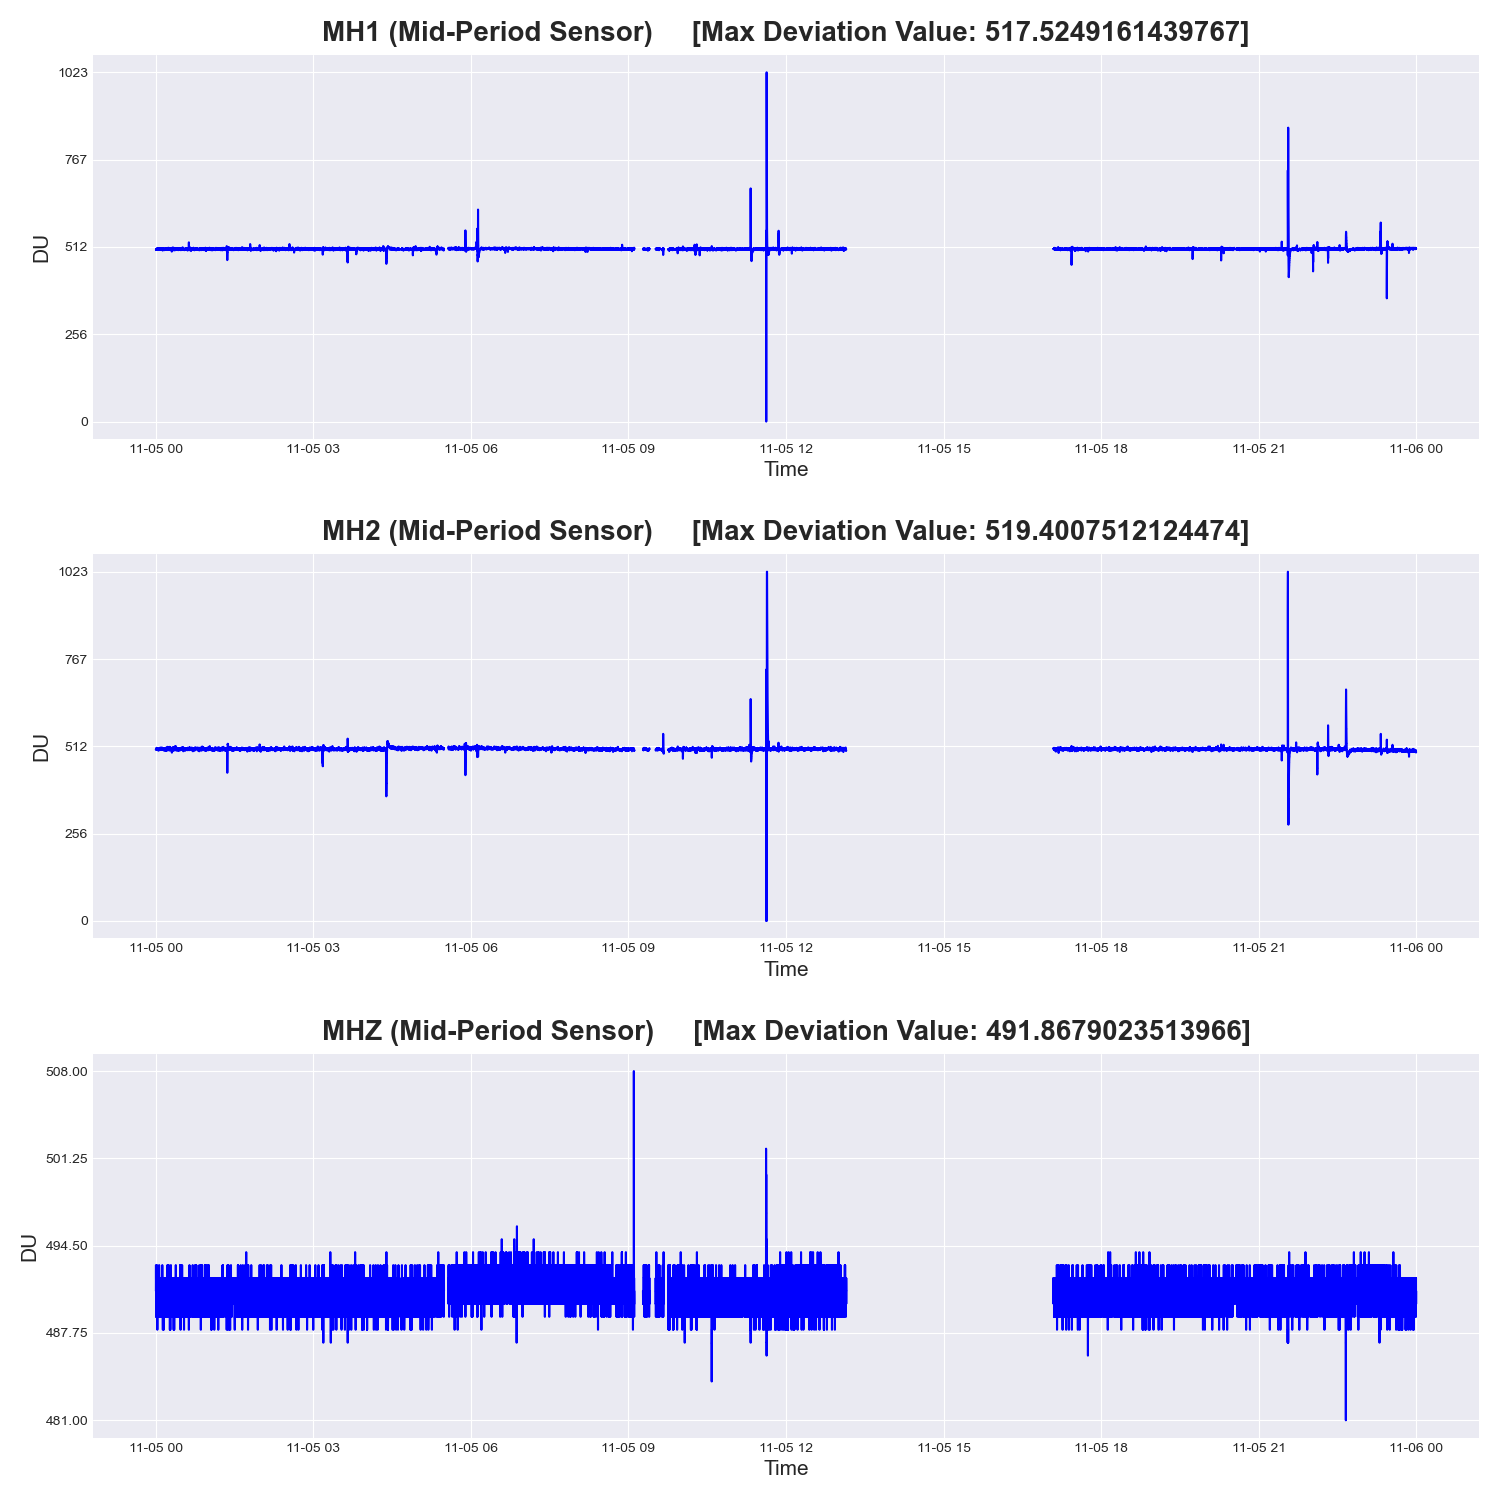 MH1 (Mid-Period Sensor) [Max Deviation Value: 517.5249161439767]
1023
767
512
256
0
DU
11-05 00 11-05 03 11-05 06 11-05 09 11-05 12 11-05 15 11-05 18 11-05 21 11-06 00
Time
MH2 (Mid-Period Sensor) [Max Deviation Value: 519.4007512124474]
1023
767
512
256
0
DU
11-05 00 11-05 03 11-05 06 11-05 09 11-05 12 11-05 15 11-05 18 11-05 21 11-06 00
Time
MHZ (Mid-Period Sensor) [Max Deviation Value: 491.8679023513966]
508.00
501.25
494.50
487.75
481.00
DU
11-05 00 11-05 03 11-05 06 11-05 09 11-05 12 11-05 15 11-05 18 11-05 21 11-06 00
Time